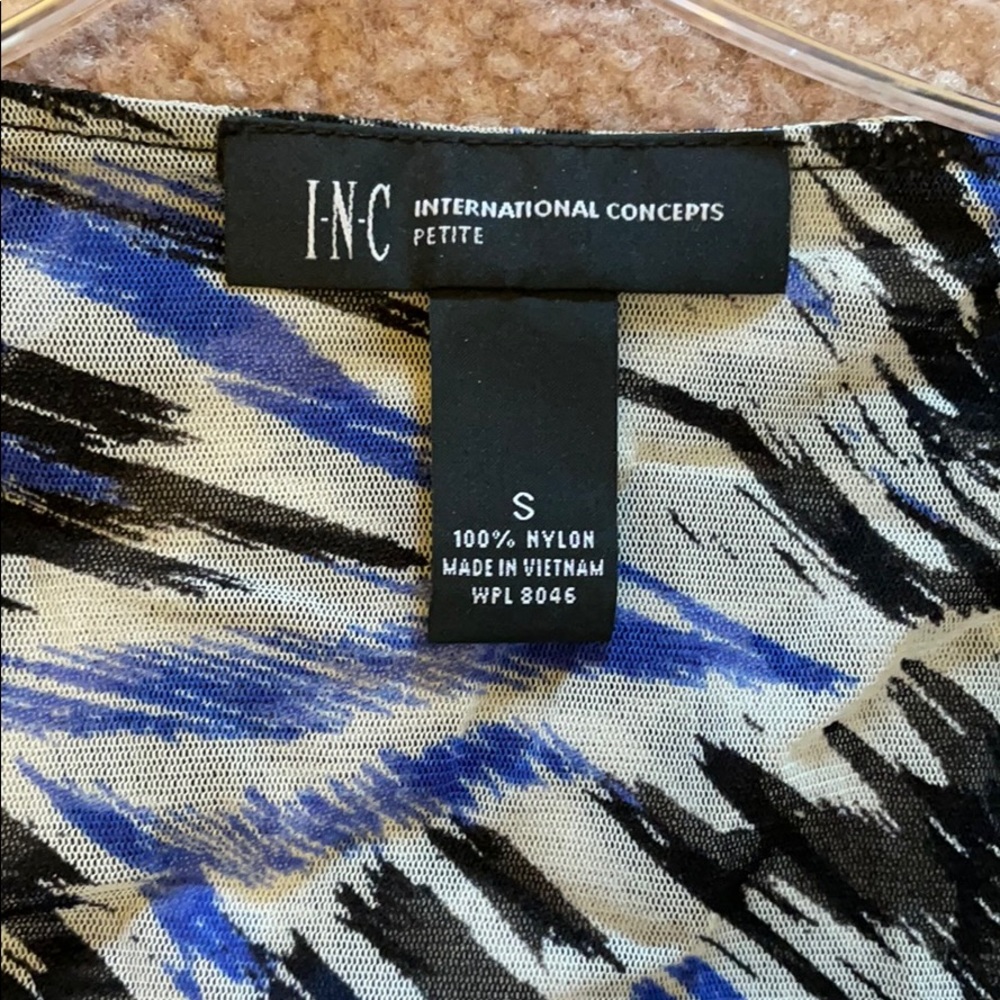 I-N-C INTERNATIONAL CONCEPTS
PETITE
S
100% NYLON
MADE IN VIETNAM
WPL 8046